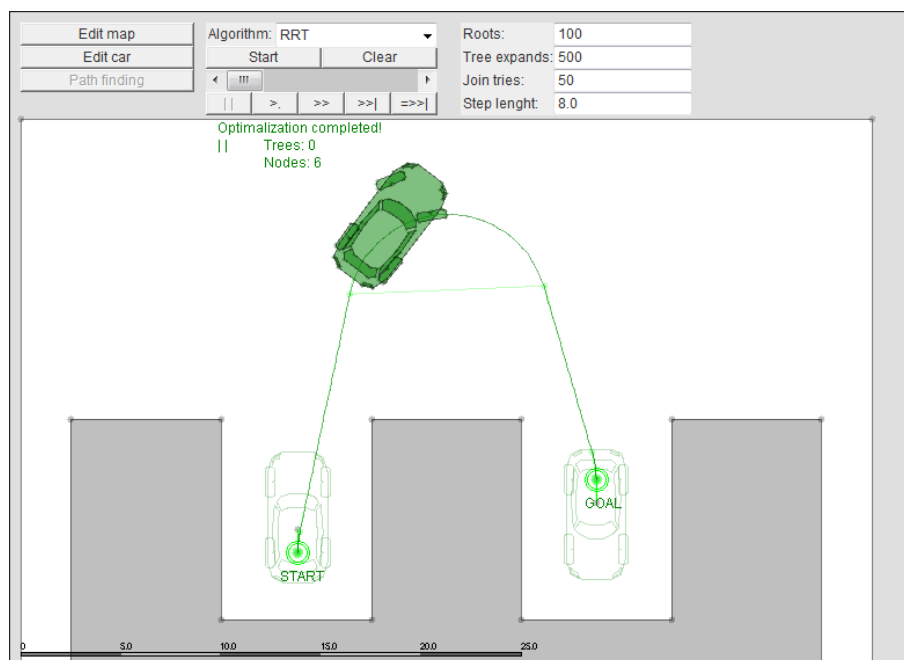 Edit map
Edit car
Path finding
Algorithm: RRT
Start Clear
|| >. >> >>| =>>|
Roots: 100
Tree expands: 500
Join tries: 50
Step lenght: 8.0
Optimalization completed!
|| Trees: 0
Nodes: 6
START
GOAL
0 5.0 10.0 15.0 20.0 25.0